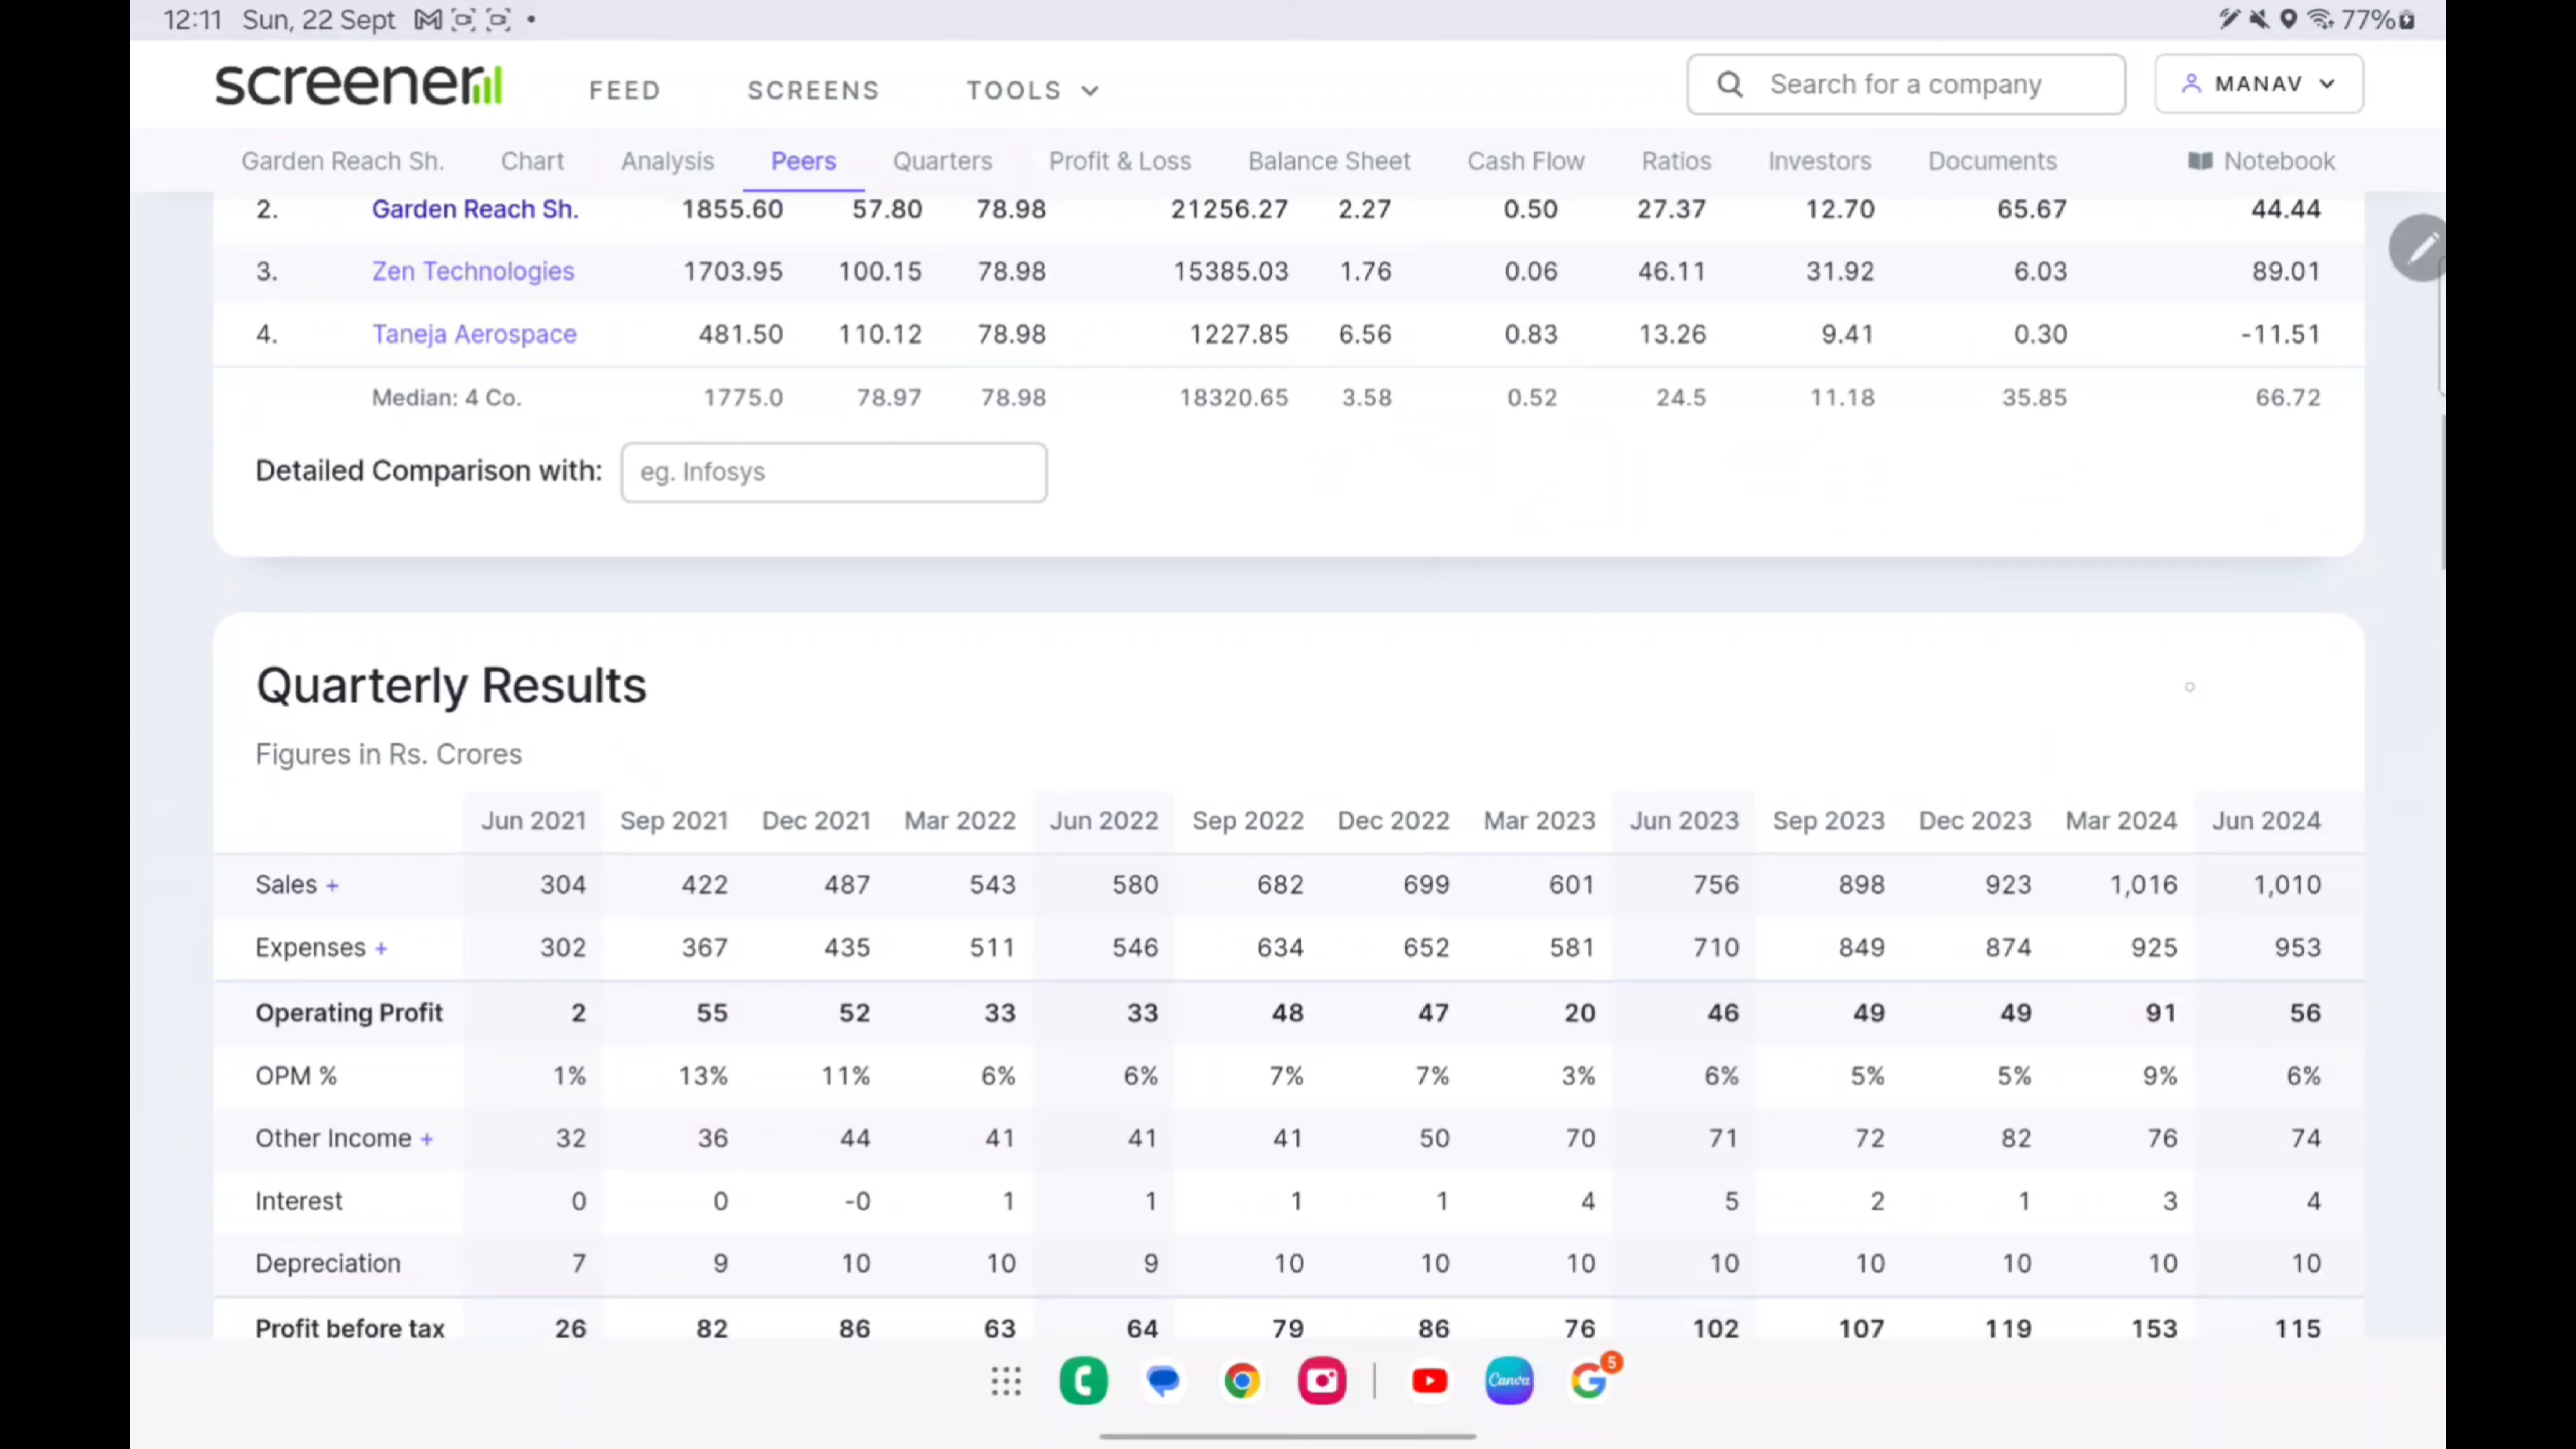 12:11 Sun, 22 Sept 77%
screener FEED SCREENS TOOLS Search for a company MANAV
Garden Reach Sh. Chart Analysis Peers Quarters Profit & Loss Balance Sheet Cash Flow Ratios Investors Documents Notebook
2. Garden Reach Sh. 1855.60 57.80 78.98 21256.27 2.27 0.50 27.37 12.70 65.67 44.44
3. Zen Technologies 1703.95 100.15 78.98 15385.03 1.76 0.06 46.11 31.92 6.03 89.01
4. Taneja Aerospace 481.50 110.12 78.98 1227.85 6.56 0.83 13.26 9.41 0.30 -11.51
Median: 4 Co. 1775.0 78.97 78.98 18320.65 3.58 0.52 24.5 11.18 35.85 66.72
Detailed Comparison with: eg. Infosys
Quarterly Results
Figures in Rs. Crores
Jun 2021 Sep 2021 Dec 2021 Mar 2022 Jun 2022 Sep 2022 Dec 2022 Mar 2023 Jun 2023 Sep 2023 Dec 2023 Mar 2024 Jun 2024
Sales + 304 422 487 543 580 682 699 601 756 898 923 1,016 1,010
Expenses + 302 367 435 511 546 634 652 581 710 849 874 925 953
Operating Profit 2 55 52 33 33 48 47 20 46 49 49 91 56
OPM % 1% 13% 11% 6% 6% 7% 7% 3% 6% 5% 5% 9% 6%
Other Income + 32 36 44 41 41 41 50 70 71 72 82 76 74
Interest 0 0 -0 1 1 1 1 4 5 2 1 3 4
Depreciation 7 9 10 10 9 10 10 10 10 10 10 10 10
Profit before tax 26 82 86 63 64 79 86 76 102 107 119 153 115
Canva 5